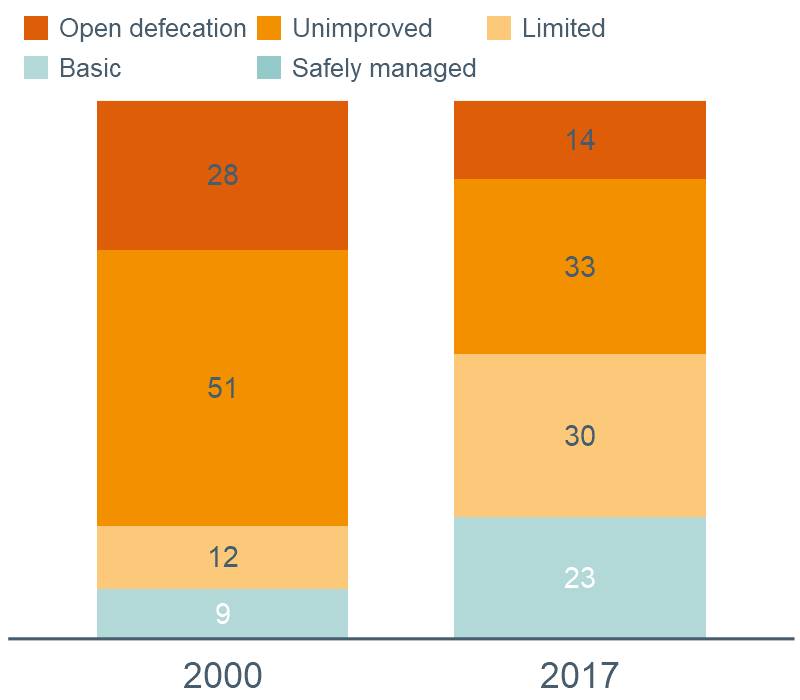 Open defecation Unimproved Limited
Basic Safely managed
28 14
51 33
12 30
9 23
2000 2017